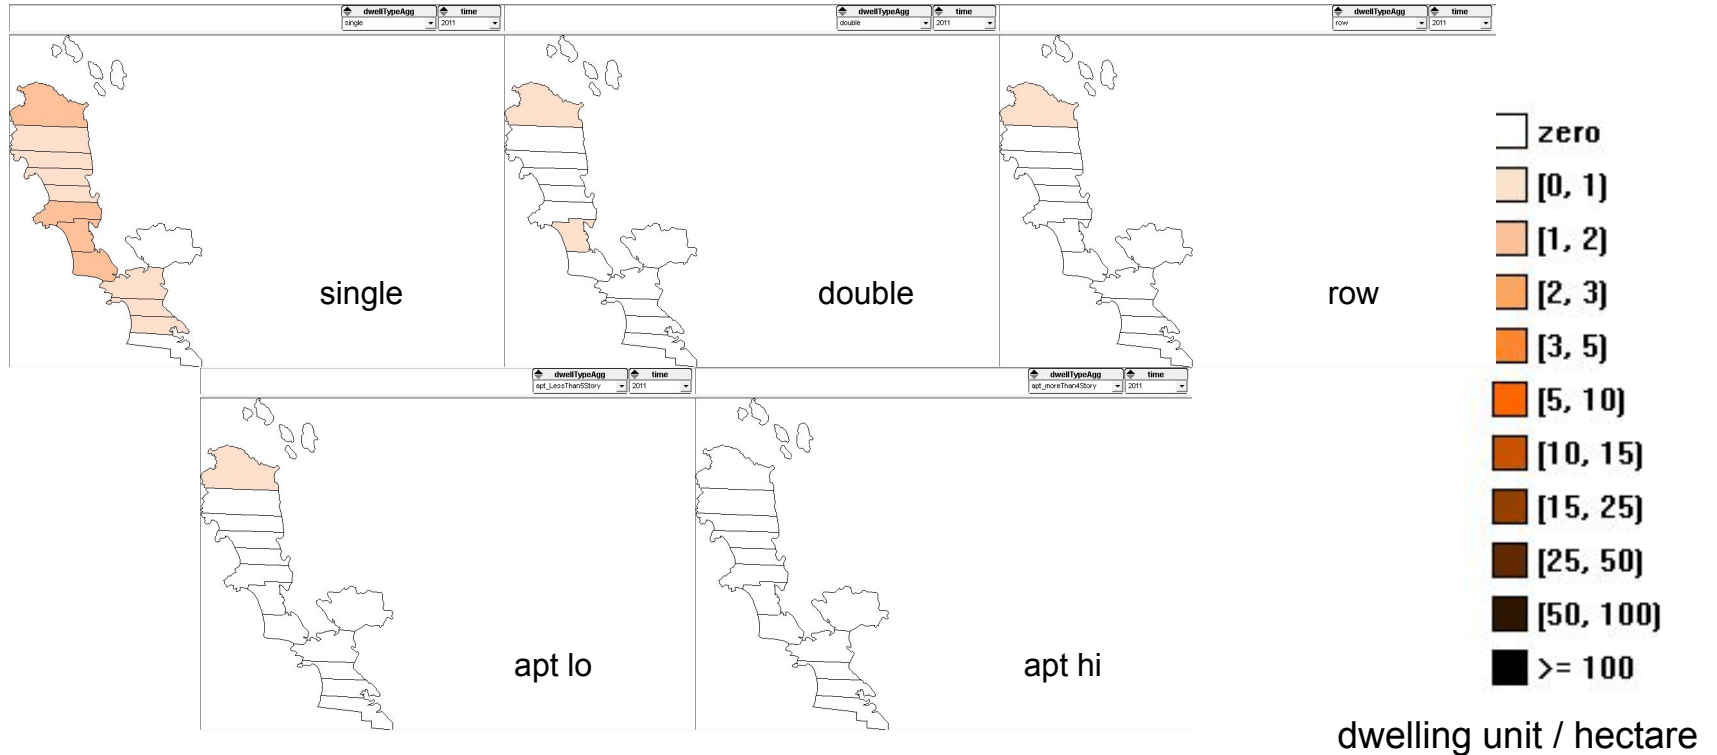 dwellTypeAgg time
single 2011
dwellTypeAgg time
double 2011
dwellTypeAgg time
row 2011
single
double
row
dwellTypeAgg time
apt_LessThan5Story 2011
dwellTypeAgg time
apt_moreThan4Story 2011
apt lo
apt hi
zero
[0, 1)
[1, 2)
[2, 3)
[3, 5)
[5, 10)
[10, 15)
[15, 25)
[25, 50)
[50, 100)
>= 100
dwelling unit / hectare